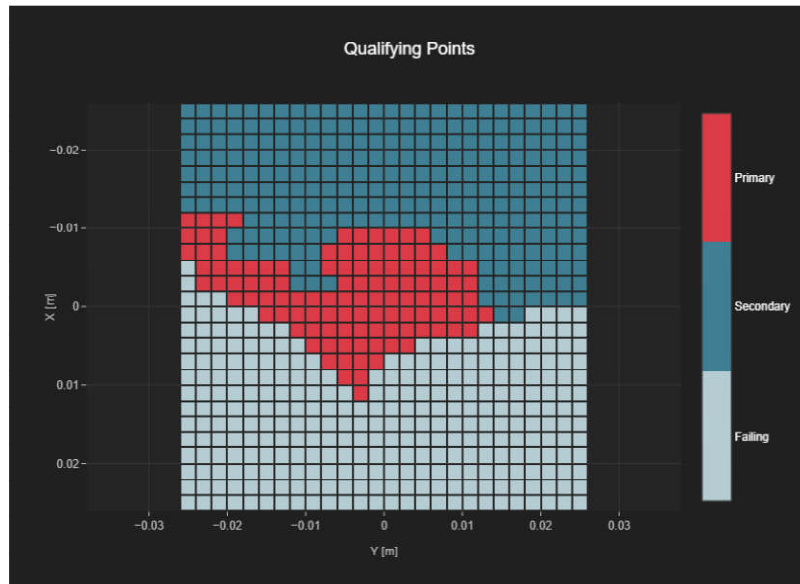 Qualifying Points
−0.02
−0.01
0
0.01
0.02
X [m]
−0.03
−0.02
−0.01
0
0.01
0.02
0.03
Y [m]
Primary
Secondary
Failing